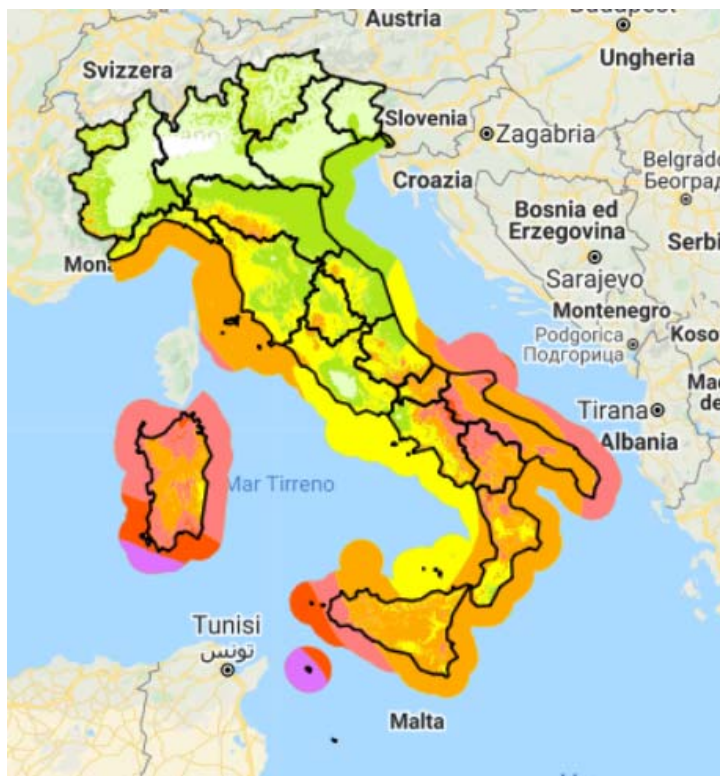 Budapest
Austria
Ungheria
Svizzera
Slovenia
Zagabria
Belgrado
Београд
Croazia
Bosnia ed
Erzegovina
Serbi
Mona
Sarajevo
Montenegro
Podgorica
Подгорица
Koso
Ma
de
Tirana
Albania
Mar Tirreno
Tunisi
تونس
Malta